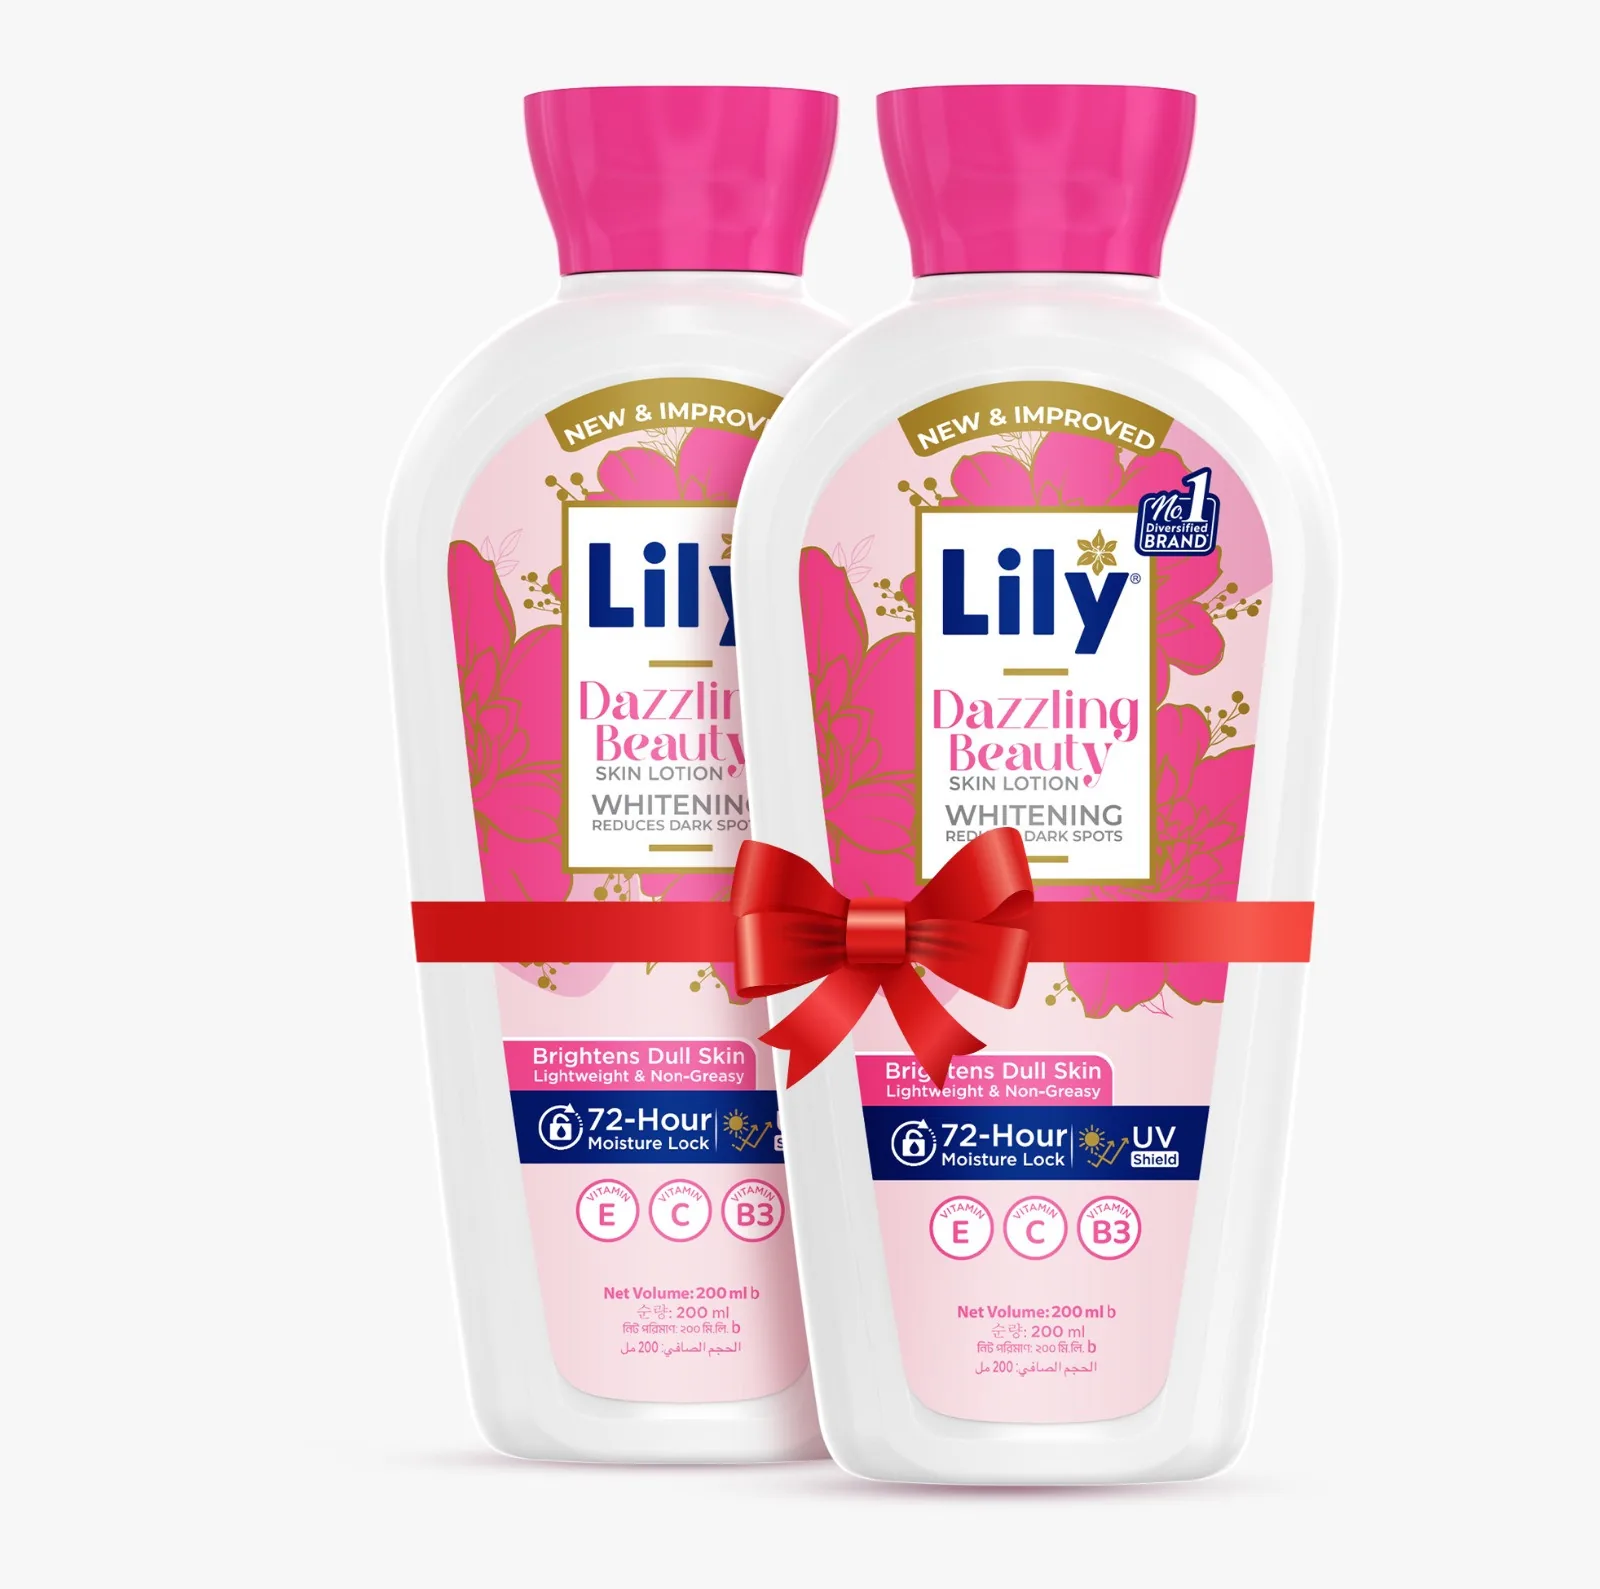 NEW & IMPROV
Lily
Dazzlin
Beauty
SKIN LOTION
WHITENING
REDUCES DARK SPO
Brightens Dull Skin
Lightweight & Non-Greasy
72-Hour
Moisture Lock
VITAMIN E
VITAMIN C
VITAMIN B3
Net Volume: 200 ml b
순량: 200 ml
নিট পরিমাণ: ২০০ মি.লি. b
الحجم الصافي: 200 مل
NEW & IMPROVED
No.1
Diversified
BRAND
Lily®
Dazzling
Beauty
SKIN LOTION
WHITENING
DARK SPOTS
Brightens Dull Skin
Lightweight & Non-Greasy
72-Hour
Moisture Lock
UV
Shield
VITAMIN E
VITAMIN C
VITAMIN B3
Net Volume: 200 ml b
순량: 200 ml
নিট পরিমাণ: ২০০ মি.লি. b
الحجم الصافي: 200 مل